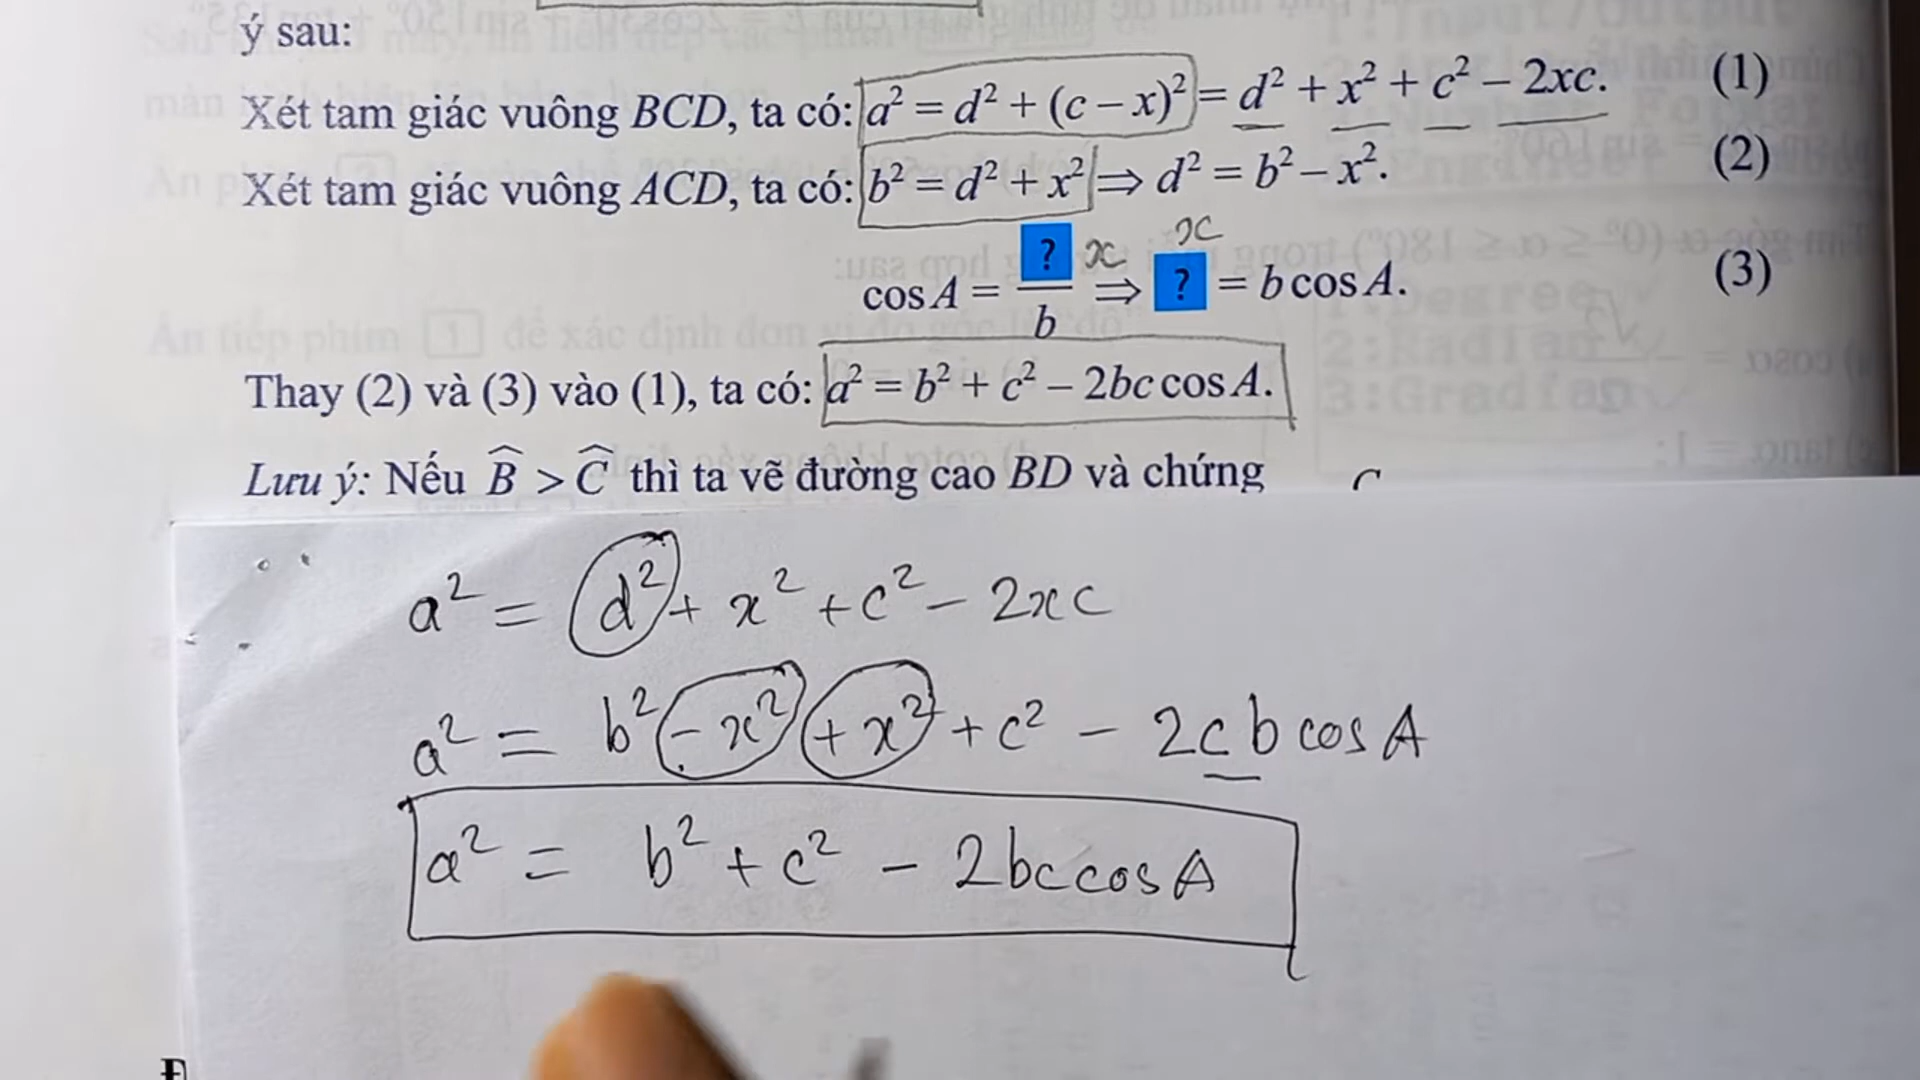 ý sau:
Xét tam giác vuông BCD, ta có: a² = d² + (c − x)² = d² + x² + c² − 2xc. (1)
Xét tam giác vuông ACD, ta có: b² = d² + x² ⇒ d² = b² − x². (2)
cos A = ?/b x ⇒ ? x = b cos A. (3)
Thay (2) và (3) vào (1), ta có: a² = b² + c² − 2bc cos A.
Lưu ý: Nếu B̂ > Ĉ thì ta vẽ đường cao BD và chứng
a² = d² + x² + c² − 2xc
a² = b² − x² + x² + c² − 2cb cos A
a² = b² + c² − 2bc cos A